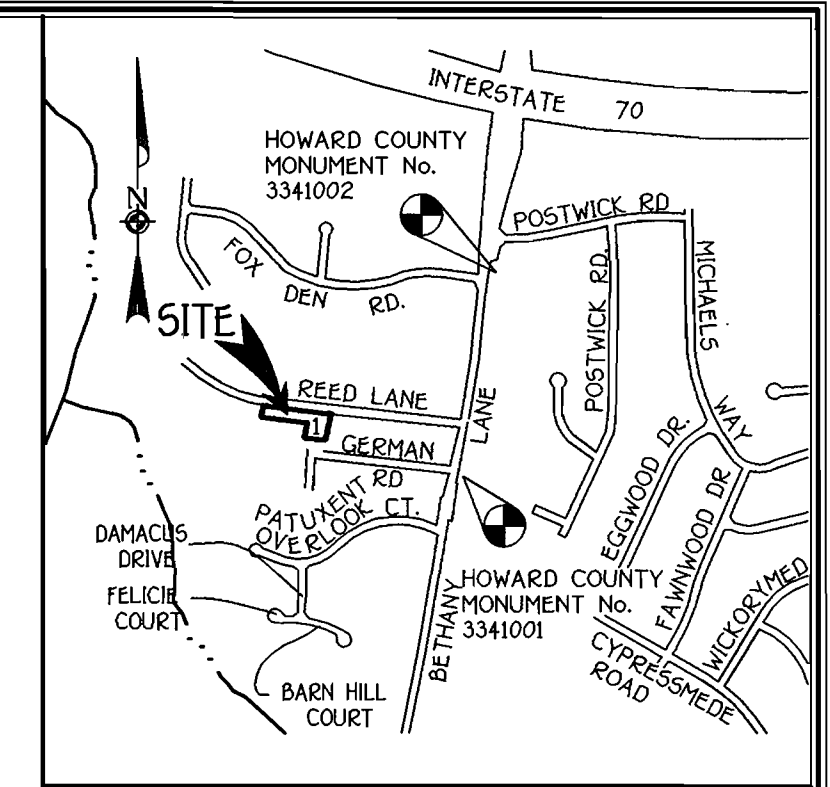 INTERSTATE 70
HOWARD COUNTY
MONUMENT No.
3341002
N
POSTWICK RD
FOX DEN RD.
POSTWICK RD.
MICHAELS WAY
SITE
REED LANE
1
GERMAN
RD
BETHANY LANE
PATUXENT
OVERLOOK CT.
EGGWOOD DR.
FAWNWOOD DR
DAMACUS
DRIVE
FELICIE
COURT
HOWARD COUNTY
MONUMENT No.
3341001
WICKORYMED
CYPRESSMEDE
ROAD
BARN HILL
COURT